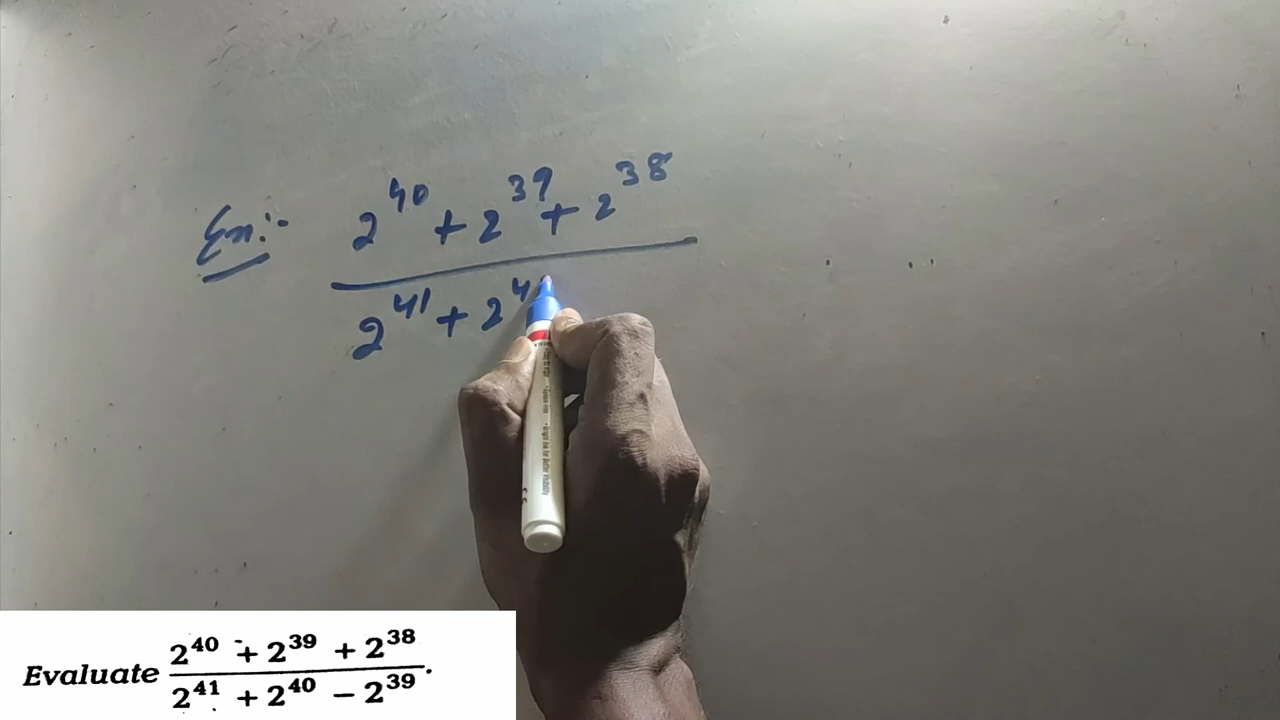 Ex:- 2^40 + 2^39 + 2^38
2^41 + 2^4
Evaluate 2^40 + 2^39 + 2^38
2^41 + 2^40 - 2^39.